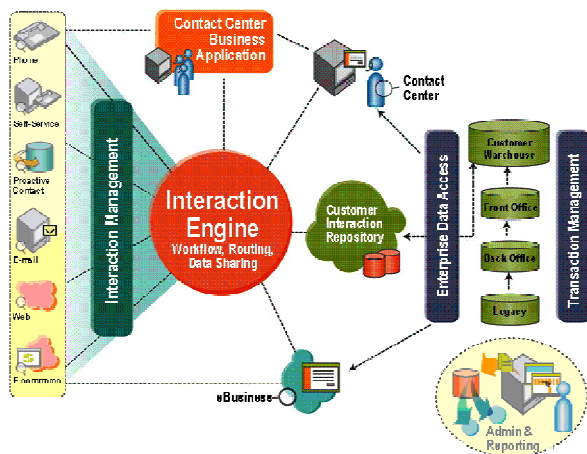 Phone
Self-Service
Proactive
Contact
E-mail
Web
E-commerce
Interaction Management
Contact Center
Business
Application
Interaction
Engine
Workflow, Routing,
Data Sharing
Contact
Center
Customer
Interaction
Repository
eBusiness
Enterprise Data Access
Customer
Warehouse
Front Office
Back Office
Legacy
Transaction Management
Admin &
Reporting